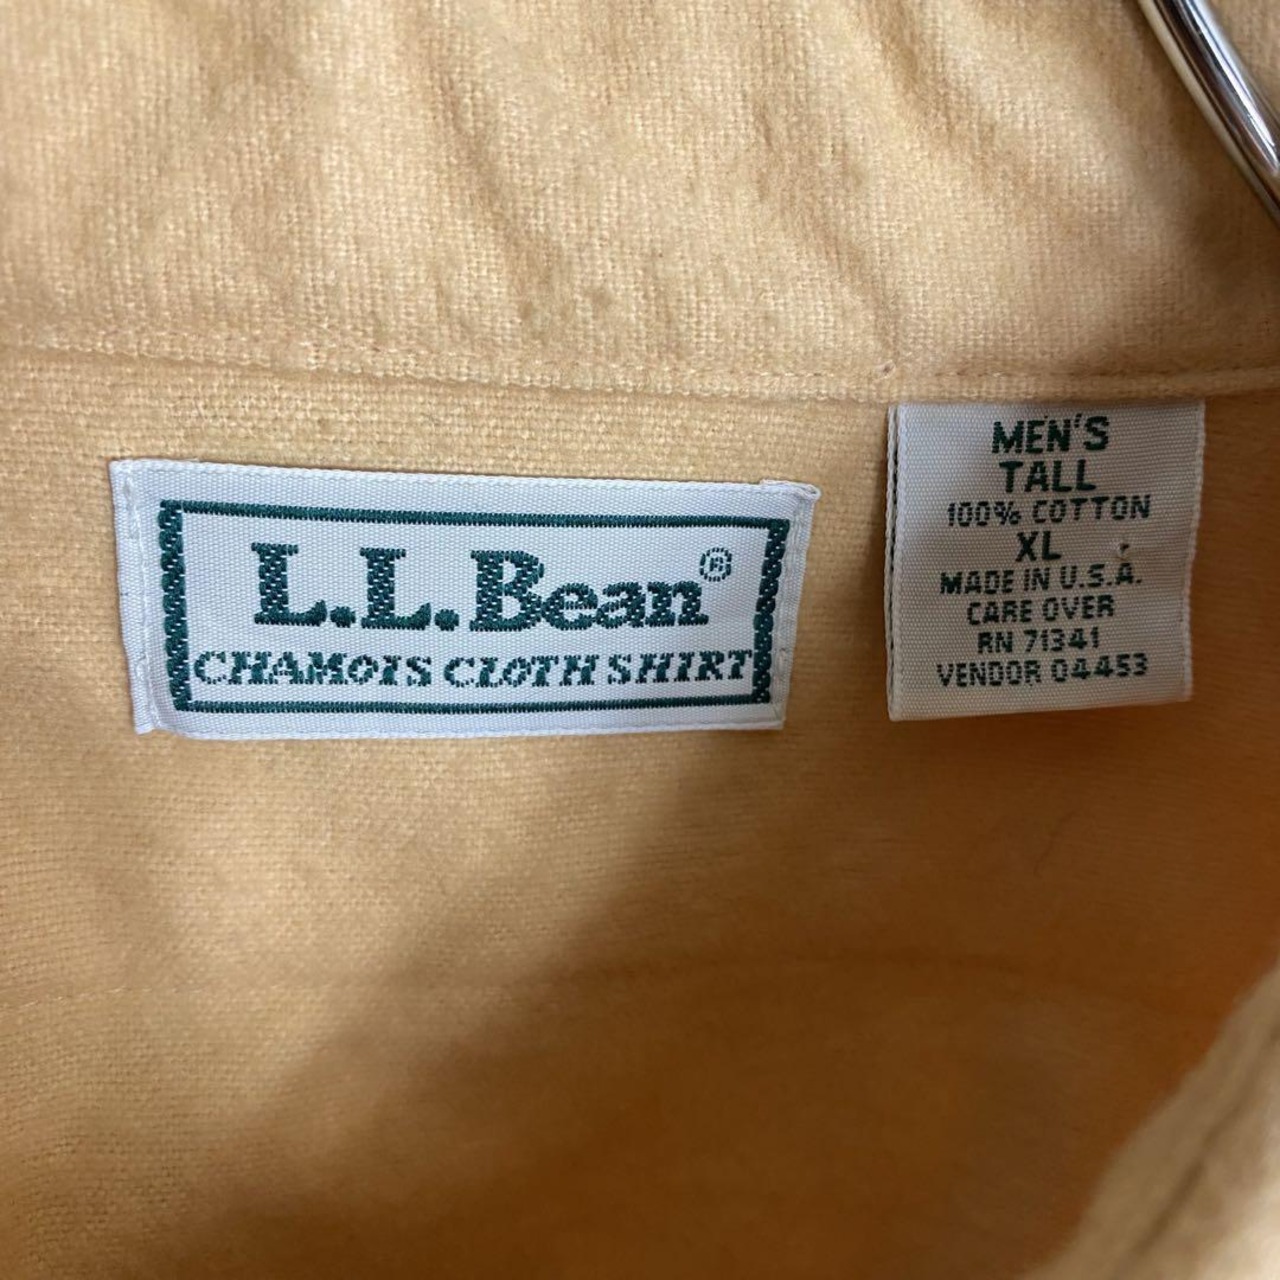 L.L.Bean®
CHAMOIS CLOTH SHIRT
MEN'S
TALL
100% COTTON
XL
MADE IN U.S.A.
CARE OVER
RN 71341
VENDOR 04453